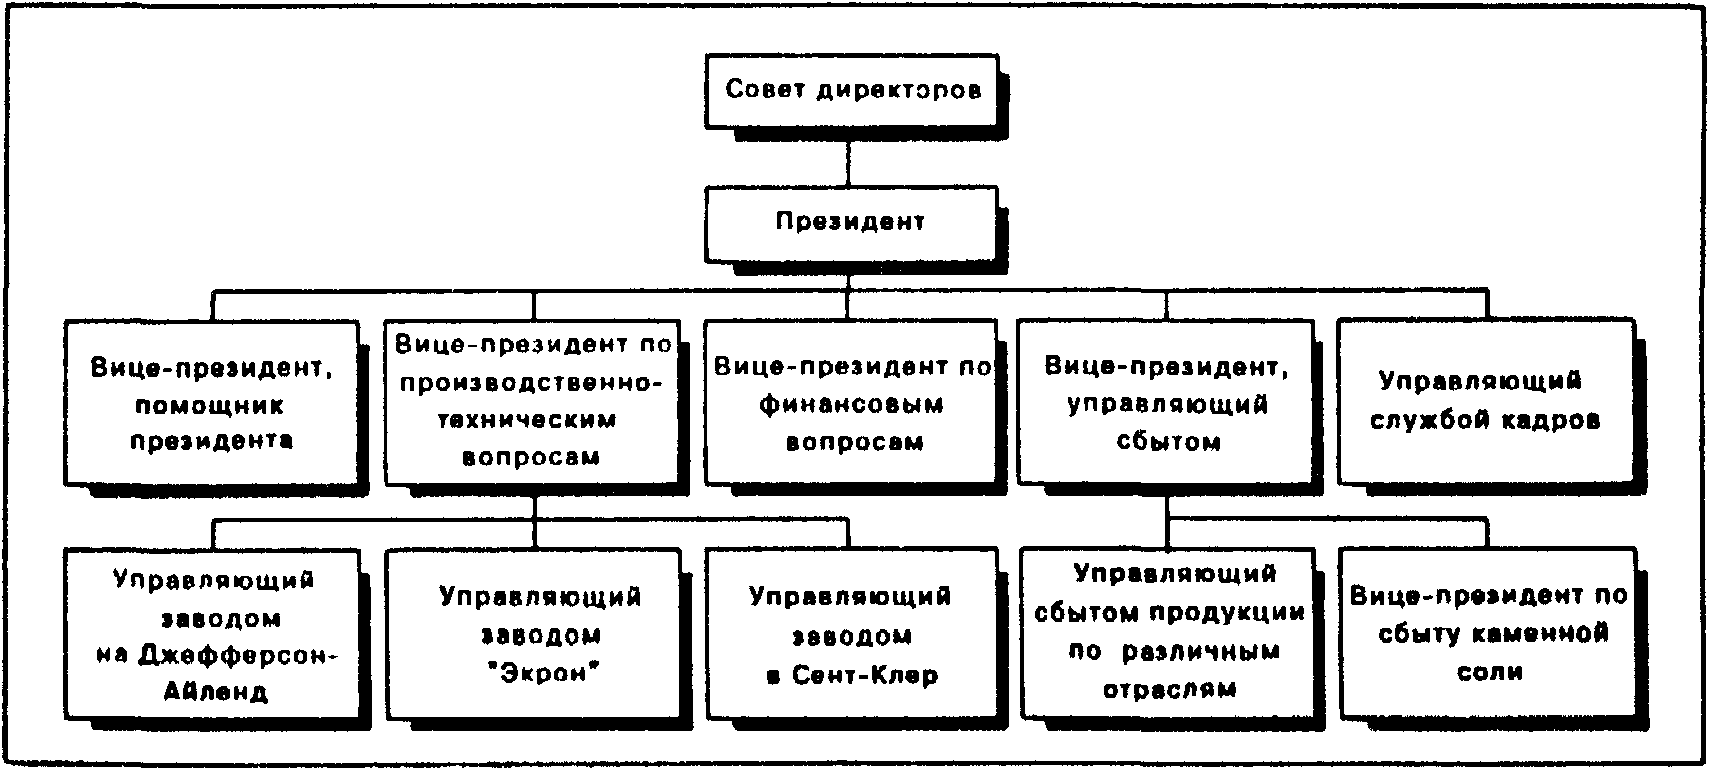 Совет директоров
Президент
Вице-президент,
помощник
президента
Вице-президент по
производственно-
техническим
вопросам
Вице-президент по
финансовым
вопросам
Вице-президент,
управляющий
сбытом
Управляющий
службой кадров
Управляющий
заводом
на Джефферсон-
Айленд
Управляющий
заводом
"Экрон"
Управляющий
заводом
в Сент-Клер
Управляющий
сбытом продукции
по различным
отраслям
Вице-президент по
сбыту каменной
соли